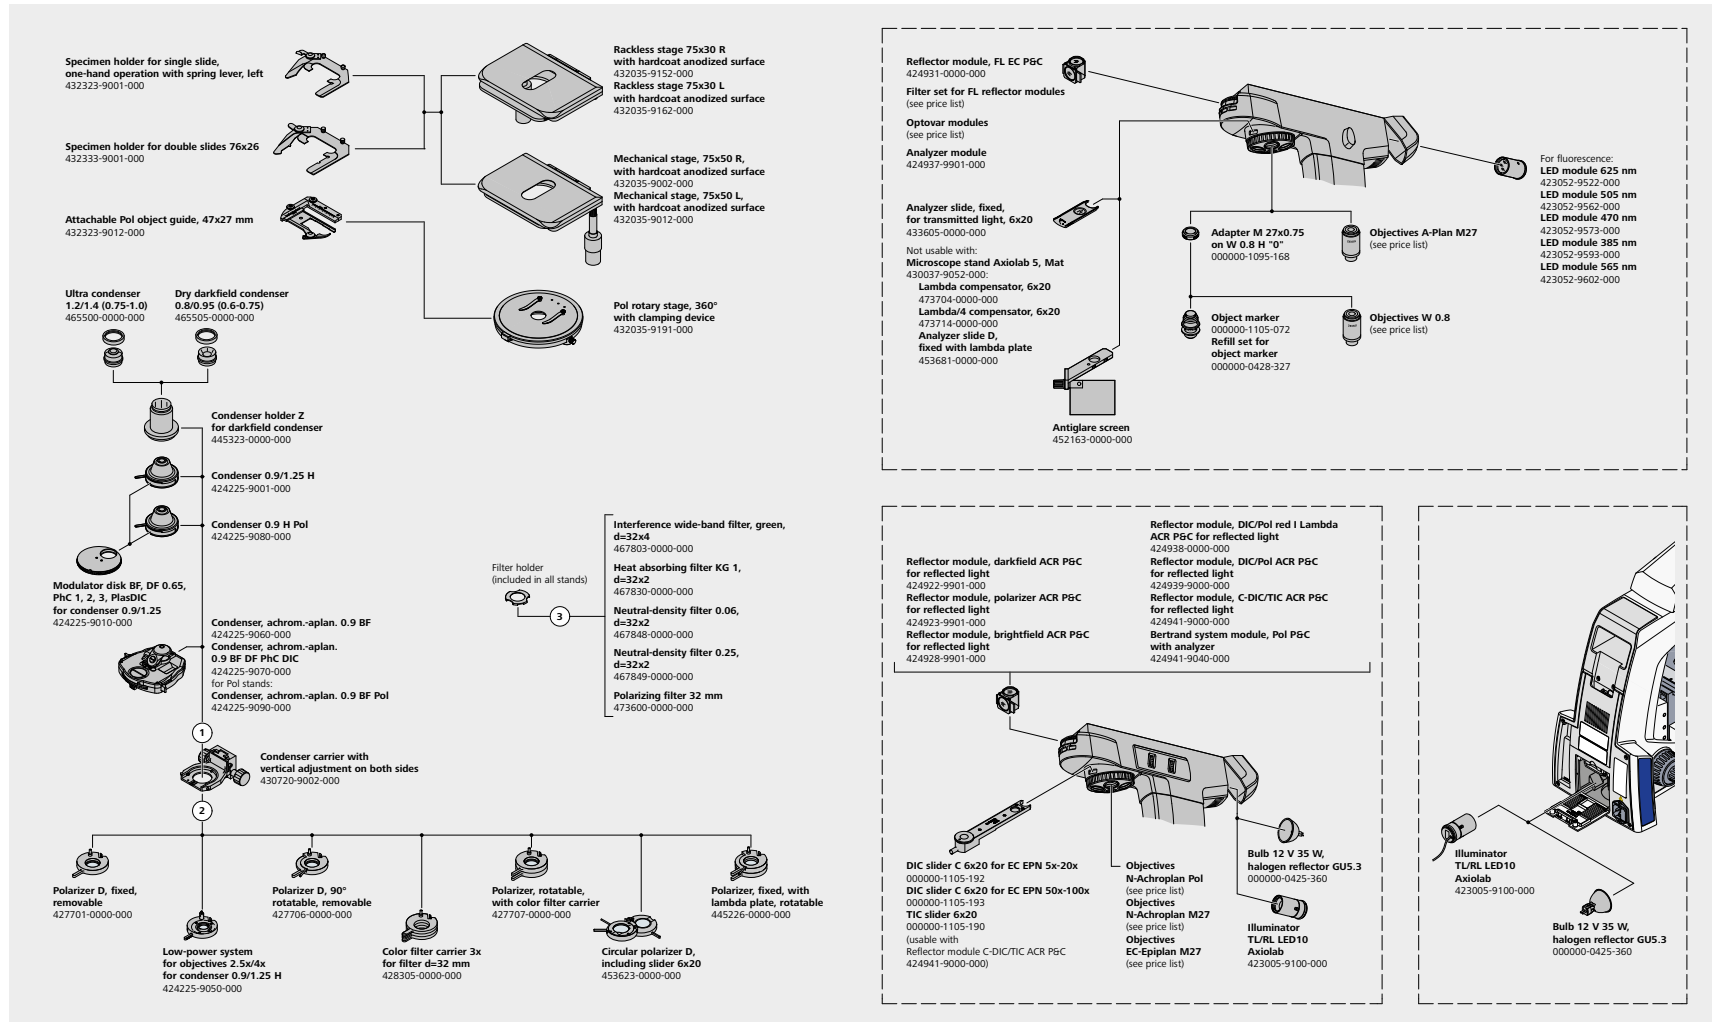 Specimen holder for single slide,
one-hand operation with spring lever, left
432323-9001-000
Specimen holder for double slides 76x26
432333-9001-000
Attachable Pol object guide, 47x27 mm
432323-9012-000
Rackless stage 75x30 R
with hardcoat anodized surface
432035-9152-000
Rackless stage 75x30 L
with hardcoat anodized surface
432035-9162-000
Mechanical stage, 75x50 R,
with hardcoat anodized surface
432035-9002-000
Mechanical stage, 75x50 L,
with hardcoat anodized surface
432035-9012-000
Pol rotary stage, 360°
with clamping device
432035-9191-000
Ultra condenser
1.2/1.4 (0.75-1.0)
465500-0000-000
Dry darkfield condenser
0.8/0.95 (0.6-0.75)
465505-0000-000
Condenser holder Z
for darkfield condenser
445323-0000-000
Condenser 0.9/1.25 H
424225-9001-000
Condenser 0.9 H Pol
424225-9080-000
Modulator disk BF, DF 0.65,
PhC 1, 2, 3, PlasDIC
for condenser 0.9/1.25
424225-9010-000
Condenser, achrom.-aplan. 0.9 BF
424225-9060-000
Condenser, achrom.-aplan.
0.9 BF DF PhC DIC
424225-9070-000
for Pol stands:
Condenser, achrom.-aplan. 0.9 BF Pol
424225-9090-000
1
Condenser carrier with
vertical adjustment on both sides
430720-9002-000
2
Filter holder
(included in all stands)
3
Interference wide-band filter, green,
d=32x4
467803-0000-000
Heat absorbing filter KG 1,
d=32x2
467830-0000-000
Neutral-density filter 0.06,
d=32x2
467848-0000-000
Neutral-density filter 0.25,
d=32x2
467849-0000-000
Polarizing filter 32 mm
473600-0000-000
Polarizer D, fixed,
removable
427701-0000-000
Low-power system
for objectives 2.5x/4x
for condenser 0.9/1.25 H
424225-9050-000
Polarizer D, 90°
rotatable, removable
427706-0000-000
Color filter carrier 3x
for filter d=32 mm
428305-0000-000
Polarizer, rotatable,
with color filter carrier
427707-0000-000
Circular polarizer D,
including slider 6x20
453623-0000-000
Polarizer, fixed, with
lambda plate, rotatable
445226-0000-000
Reflector module, FL EC P&C
424931-0000-000
Filter set for FL reflector modules
(see price list)
Optovar modules
(see price list)
Analyzer module
424937-9901-000
Analyzer slide, fixed,
for transmitted light, 6x20
433605-0000-000
Not usable with:
Microscope stand Axiolab 5, Mat
430037-9052-000:
Lambda compensator, 6x20
473704-0000-000
Lambda/4 compensator, 6x20
473714-0000-000
Analyzer slide D,
fixed with lambda plate
453681-0000-000
Antiglare screen
452163-0000-000
Adapter M 27x0.75
on W 0.8 H "0"
000000-1095-168
Objectives A-Plan M27
(see price list)
Object marker
000000-1105-072
Refill set for
object marker
000000-0428-327
Objectives W 0.8
(see price list)
For fluorescence:
LED module 625 nm
423052-9522-000
LED module 505 nm
423052-9562-000
LED module 470 nm
423052-9573-000
LED module 385 nm
423052-9593-000
LED module 565 nm
423052-9602-000
Reflector module, darkfield ACR P&C
for reflected light
424922-9901-000
Reflector module, polarizer ACR P&C
for reflected light
424923-9901-000
Reflector module, brightfield ACR P&C
for reflected light
424928-9901-000
Reflector module, DIC/Pol red I Lambda
ACR P&C for reflected light
424938-0000-000
Reflector module, DIC/Pol ACR P&C
for reflected light
424939-9000-000
Reflector module, C-DIC/TIC ACR P&C
for reflected light
424941-9000-000
Bertrand system module, Pol P&C
with analyzer
424941-9040-000
DIC slider C 6x20 for EC EPN 5x-20x
000000-1105-192
DIC slider C 6x20 for EC EPN 50x-100x
000000-1105-193
TIC slider 6x20
000000-1105-190
(usable with
Reflector module C-DIC/TIC ACR P&C
424941-9000-000)
Objectives
N-Achroplan Pol
(see price list)
Objectives
N-Achroplan M27
(see price list)
Objectives
EC-Epiplan M27
(see price list)
Bulb 12 V 35 W,
halogen reflector GU5.3
000000-0425-360
Illuminator
TL/RL LED10
Axiolab
423005-9100-000
Illuminator
TL/RL LED10
Axiolab
423005-9100-000
Bulb 12 V 35 W,
halogen reflector GU5.3
000000-0425-360